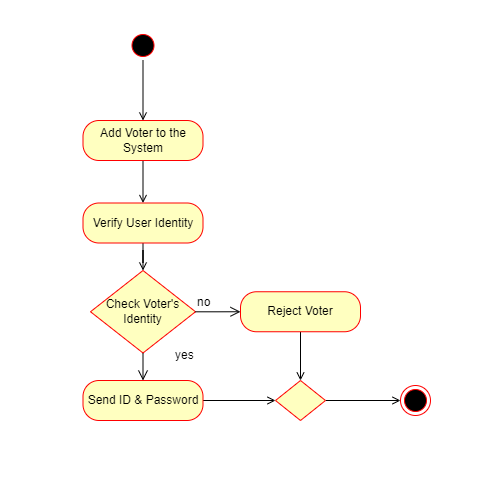 Add Voter to the
System
Verify User Identity
Check Voter's
Identity
no
Reject Voter
yes
Send ID & Password